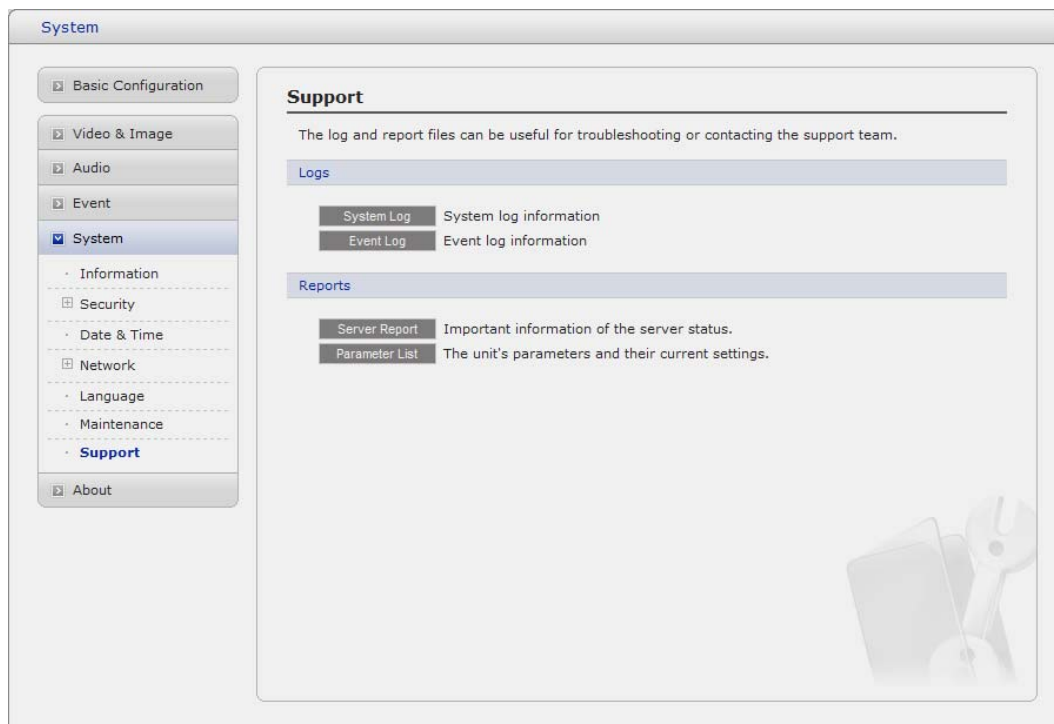 System
Basic Configuration
Video & Image
Audio
Event
System
· Information
Security
· Date & Time
Network
· Language
· Maintenance
· Support
About
Support
The log and report files can be useful for troubleshooting or contacting the support team.
Logs
System Log System log information
Event Log Event log information
Reports
Server Report Important information of the server status.
Parameter List The unit's parameters and their current settings.